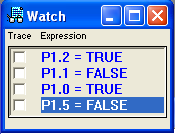 Watch
Trace Expression
P1.2 = TRUE
P1.1 = FALSE
P1.0 = TRUE
P1.5 = FALSE